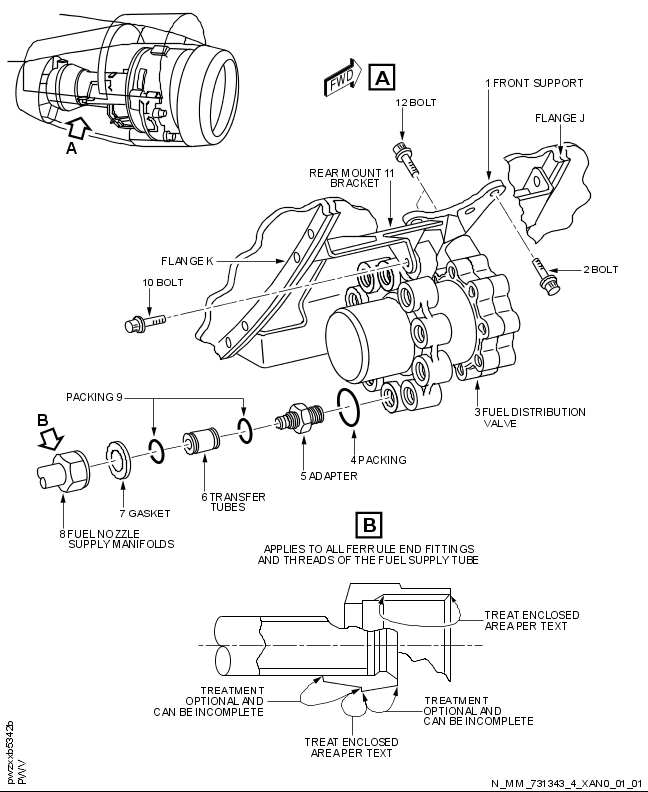 FWD
A
1 FRONT SUPPORT
12 BOLT
FLANGE J
A
REAR MOUNT 11
BRACKET
FLANGE K
2 BOLT
10 BOLT
PACKING 9
3 FUEL DISTRIBUTION
VALVE
B
4 PACKING
5 ADAPTER
6 TRANSFER
TUBES
7 GASKET
8 FUEL NOZZLE
SUPPLY MANIFOLDS
B
APPLIES TO ALL FERRULE END FITTINGS
AND THREADS OF THE FUEL SUPPLY TUBE
TREAT ENCLOSED
AREA PER TEXT
TREATMENT
OPTIONAL AND
CAN BE INCOMPLETE
TREATMENT
OPTIONAL AND
CAN BE INCOMPLETE
TREAT ENCLOSED
AREA PER TEXT
pwzxxb5342b
PWV
N_MM_731343_4_XAN0_01_01